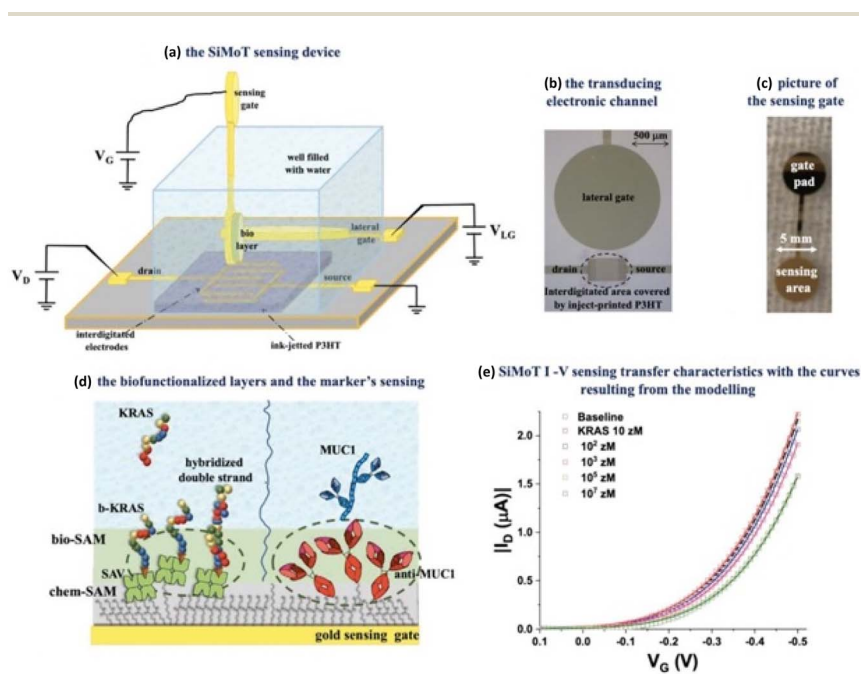 (a) the SiMoT sensing device
sensing
gate
V_G
well filled
with water
bio
layer
lateral
gate
V_LG
V_D
drain
source
interdigitated
electrodes
ink-jetted P3HT
(b) the transducing
electronic channel
500 µm
lateral gate
drain
source
Interdigitated area covered
by inject-printed P3HT
(c) picture of
the sensing gate
gate
pad
5 mm
sensing
area
(d) the biofunctionalized layers and the marker's sensing
KRAS
hybridized
double strand
MUC1
b-KRAS
bio-SAM
SAV
anti-MUC1
chem-SAM
gold sensing gate
(e) SiMoT I -V sensing transfer characteristics with the curves
resulting from the modelling
Baseline
KRAS 10 zM
10² zM
10³ zM
10⁵ zM
10⁷ zM
|I_D (µA)|
2.0
1.5
1.0
0.5
0.0
0.1 0.0 -0.1 -0.2 -0.3 -0.4 -0.5
V_G (V)